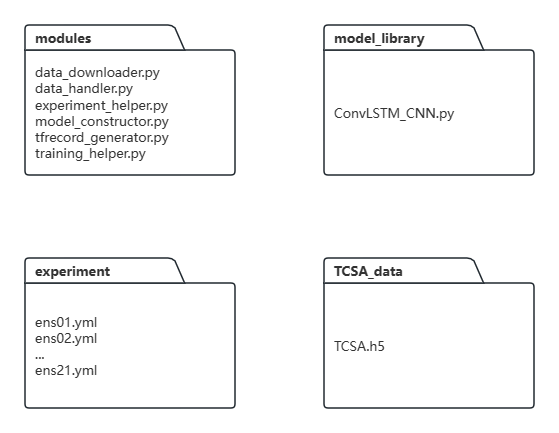 modules
data_downloader.py
data_handler.py
experiment_helper.py
model_constructor.py
tfrecord_generator.py
training_helper.py
model_library
ConvLSTM_CNN.py
experiment
ens01.yml
ens02.yml
...
ens21.yml
TCSA_data
TCSA.h5